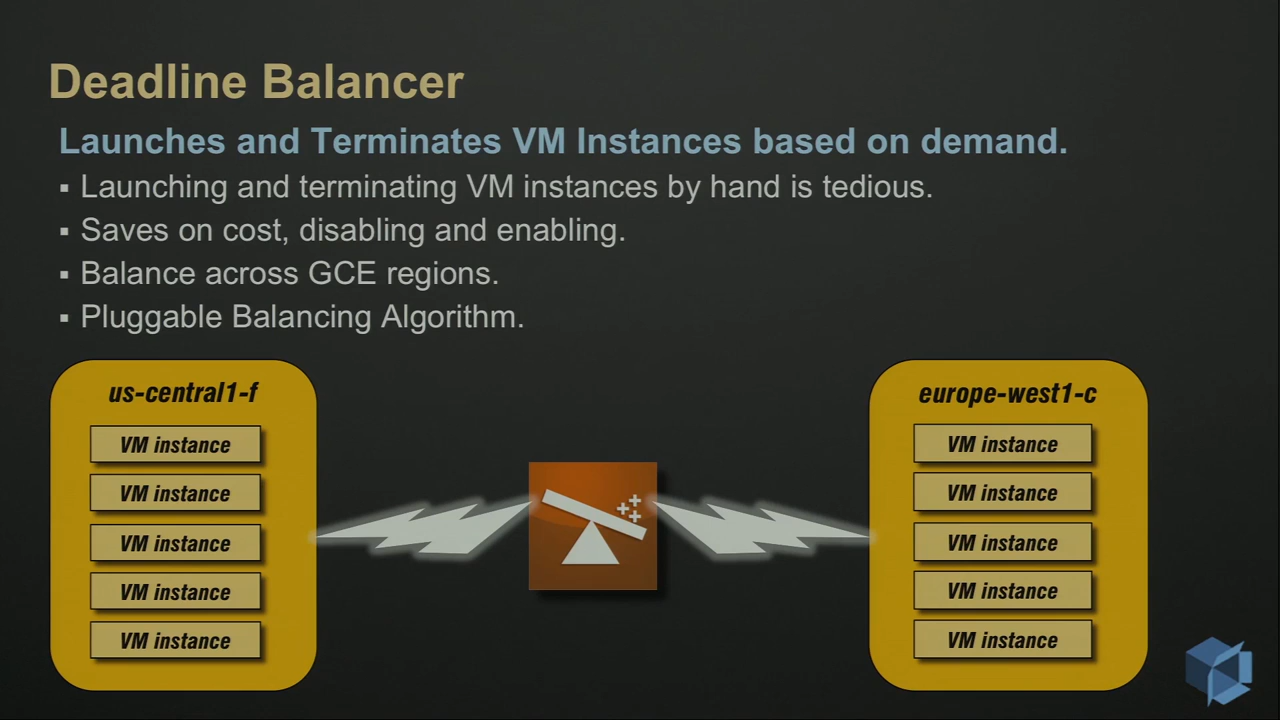 Deadline Balancer
Launches and Terminates VM Instances based on demand.
▪ Launching and terminating VM instances by hand is tedious.
▪ Saves on cost, disabling and enabling.
▪ Balance across GCE regions.
▪ Pluggable Balancing Algorithm.
us-central1-f
VM instance
VM instance
VM instance
VM instance
VM instance
europe-west1-c
VM instance
VM instance
VM instance
VM instance
VM instance